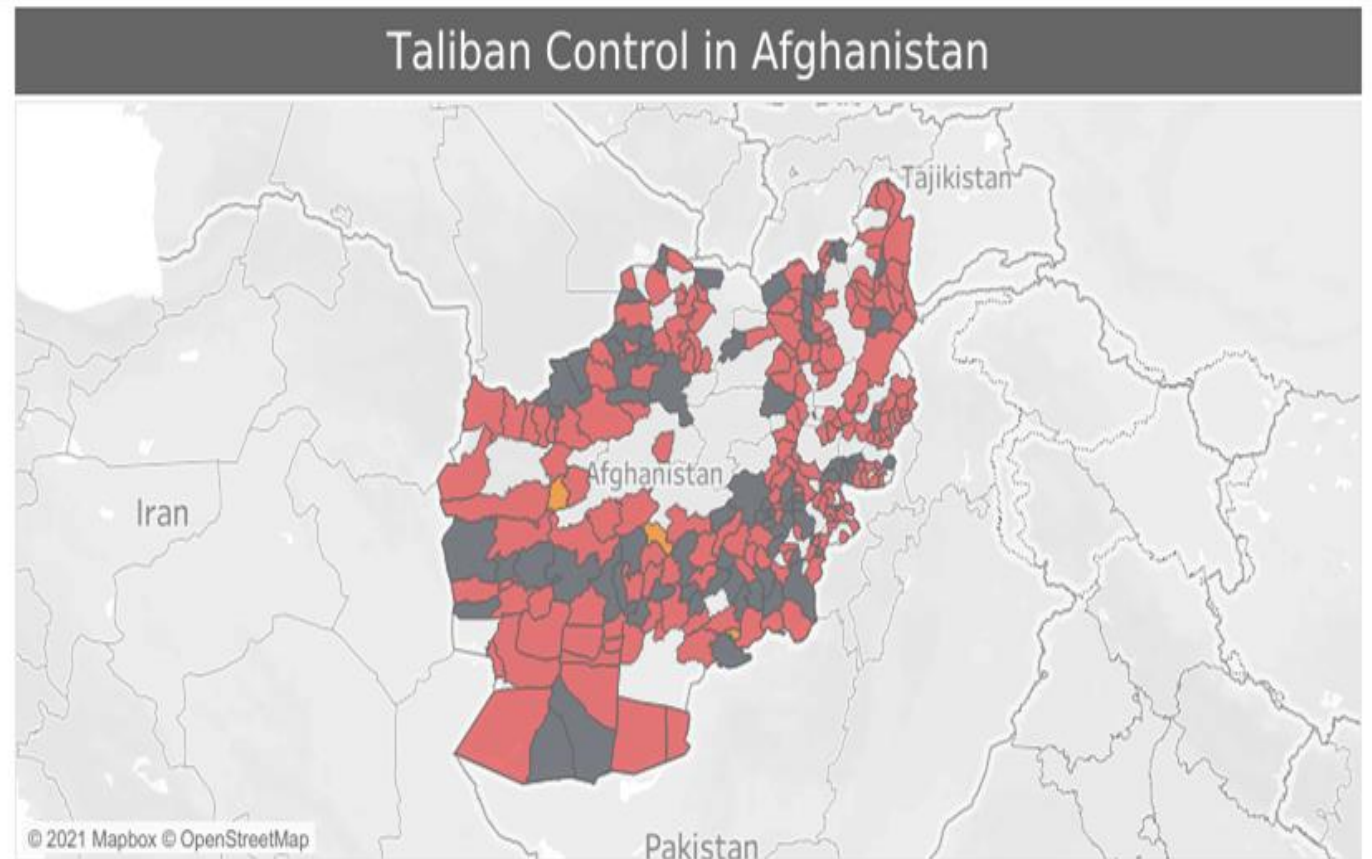 Taliban Control in Afghanistan
Tajikistan
Afghanistan
Iran
© 2021 Mapbox © OpenStreetMap
Pakistan